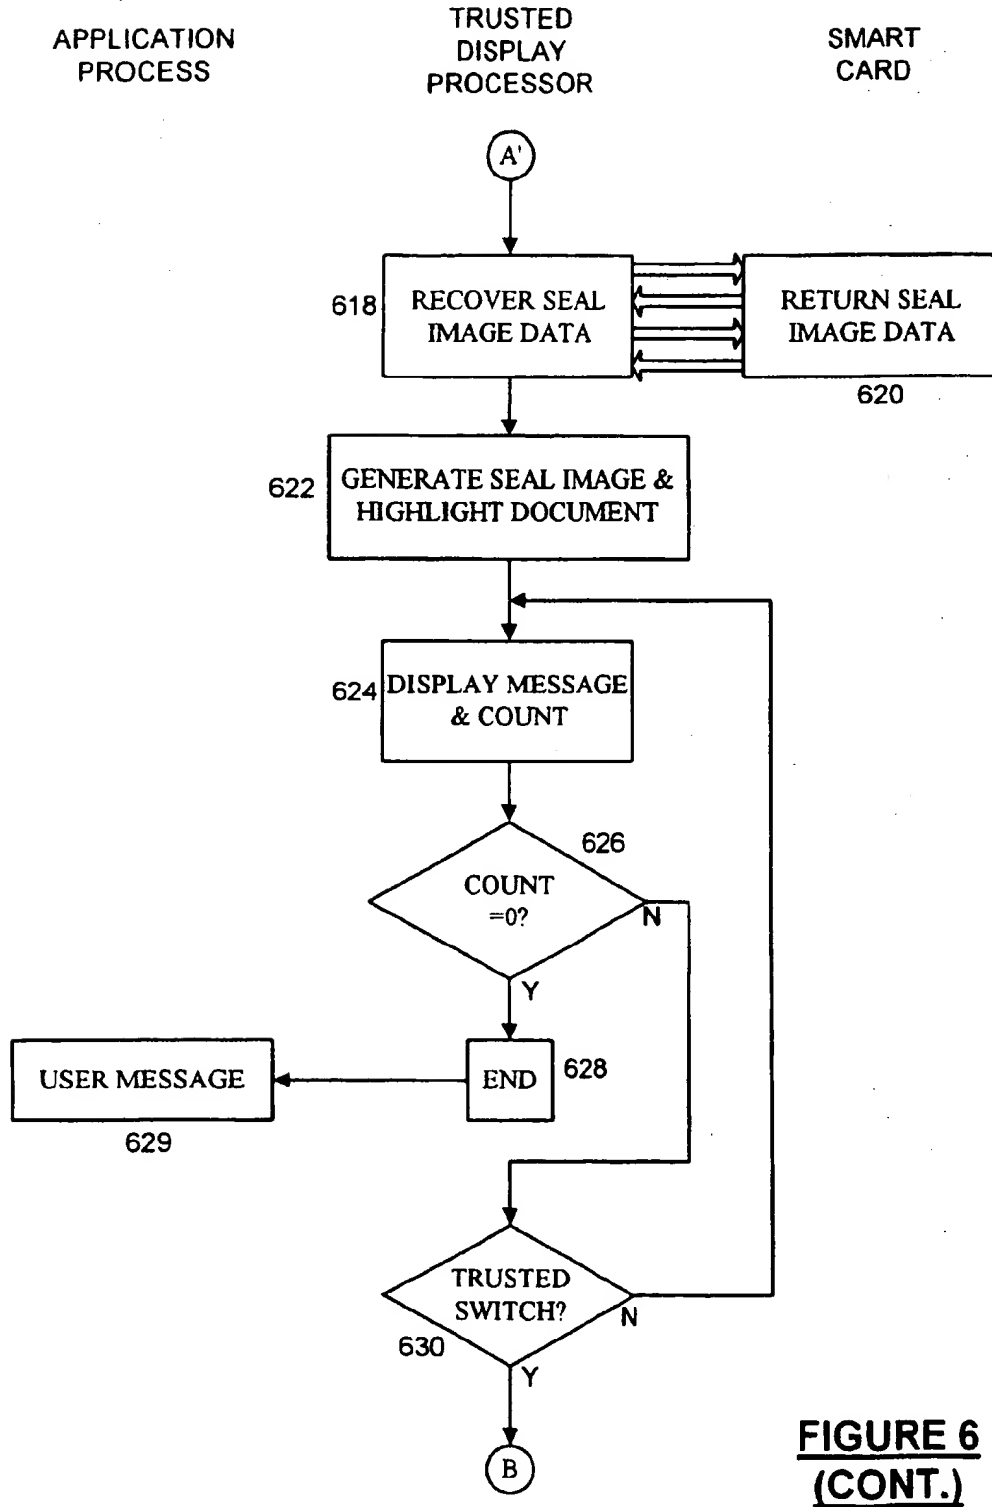 APPLICATION
PROCESS
TRUSTED
DISPLAY
PROCESSOR
SMART
CARD
A'
618
RECOVER SEAL
IMAGE DATA
RETURN SEAL
IMAGE DATA
620
622
GENERATE SEAL IMAGE &
HIGHLIGHT DOCUMENT
624
DISPLAY MESSAGE
& COUNT
626
COUNT
=0?
N
Y
USER MESSAGE
629
END
628
TRUSTED
SWITCH?
N
630
Y
B
FIGURE 6
(CONT.)